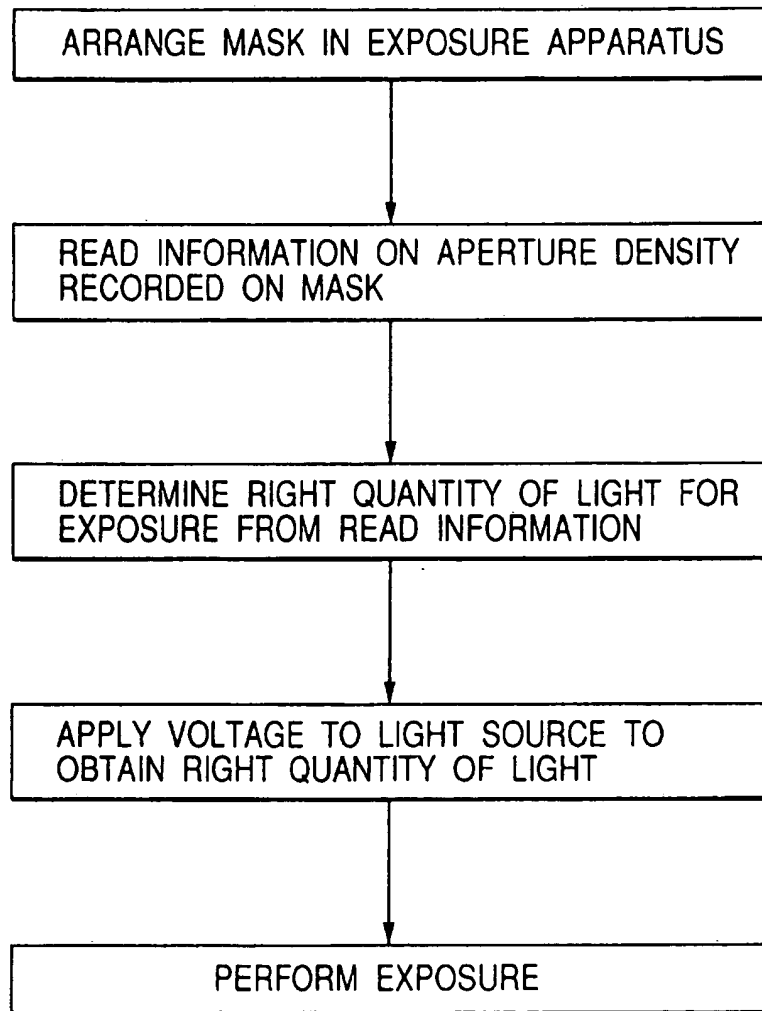 ARRANGE MASK IN EXPOSURE APPARATUS
READ INFORMATION ON APERTURE DENSITY
RECORDED ON MASK
DETERMINE RIGHT QUANTITY OF LIGHT FOR
EXPOSURE FROM READ INFORMATION
APPLY VOLTAGE TO LIGHT SOURCE TO
OBTAIN RIGHT QUANTITY OF LIGHT
PERFORM EXPOSURE